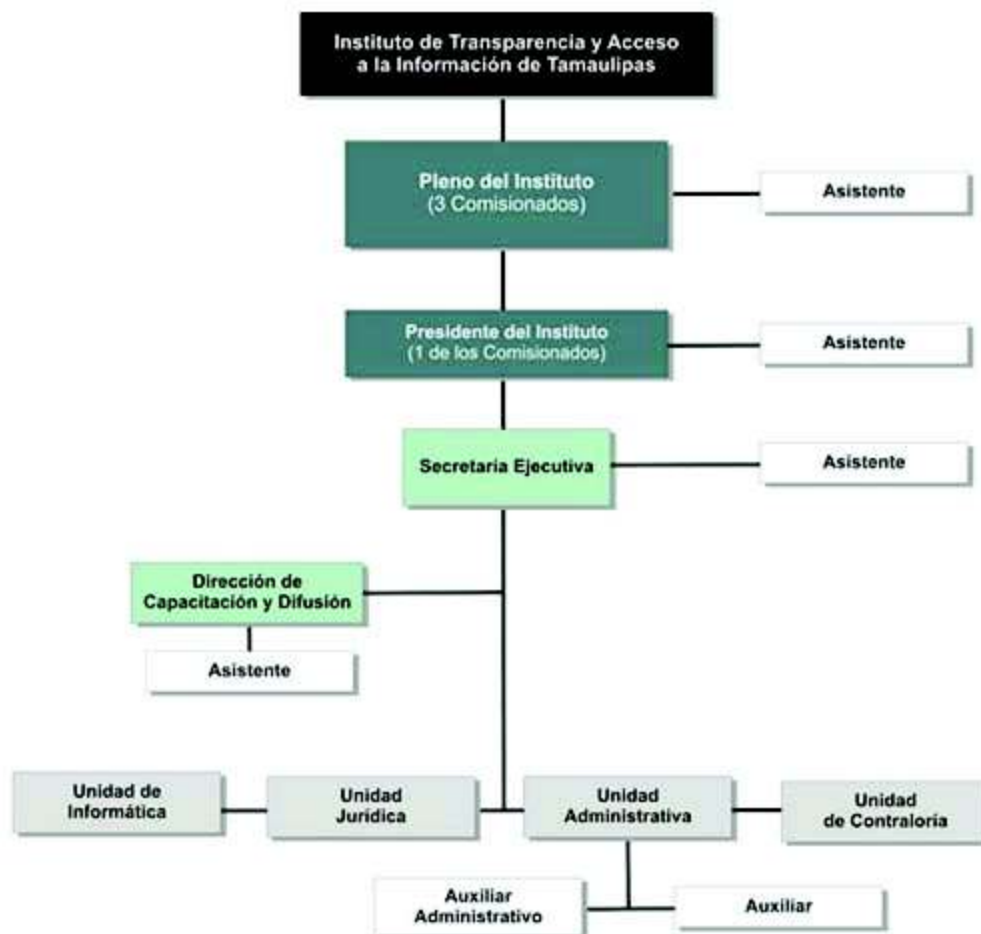 Instituto de Transparencia y Acceso
a la Información de Tamaulipas
Pleno del Instituto
(3 Comisionados)
Asistente
Presidente del Instituto
(1 de los Comisionados)
Asistente
Secretaría Ejecutiva
Asistente
Dirección de
Capacitación y Difusión
Asistente
Unidad de
Informática
Unidad
Jurídica
Unidad
Administrativa
Unidad
de Contraloría
Auxiliar
Administrativo
Auxiliar